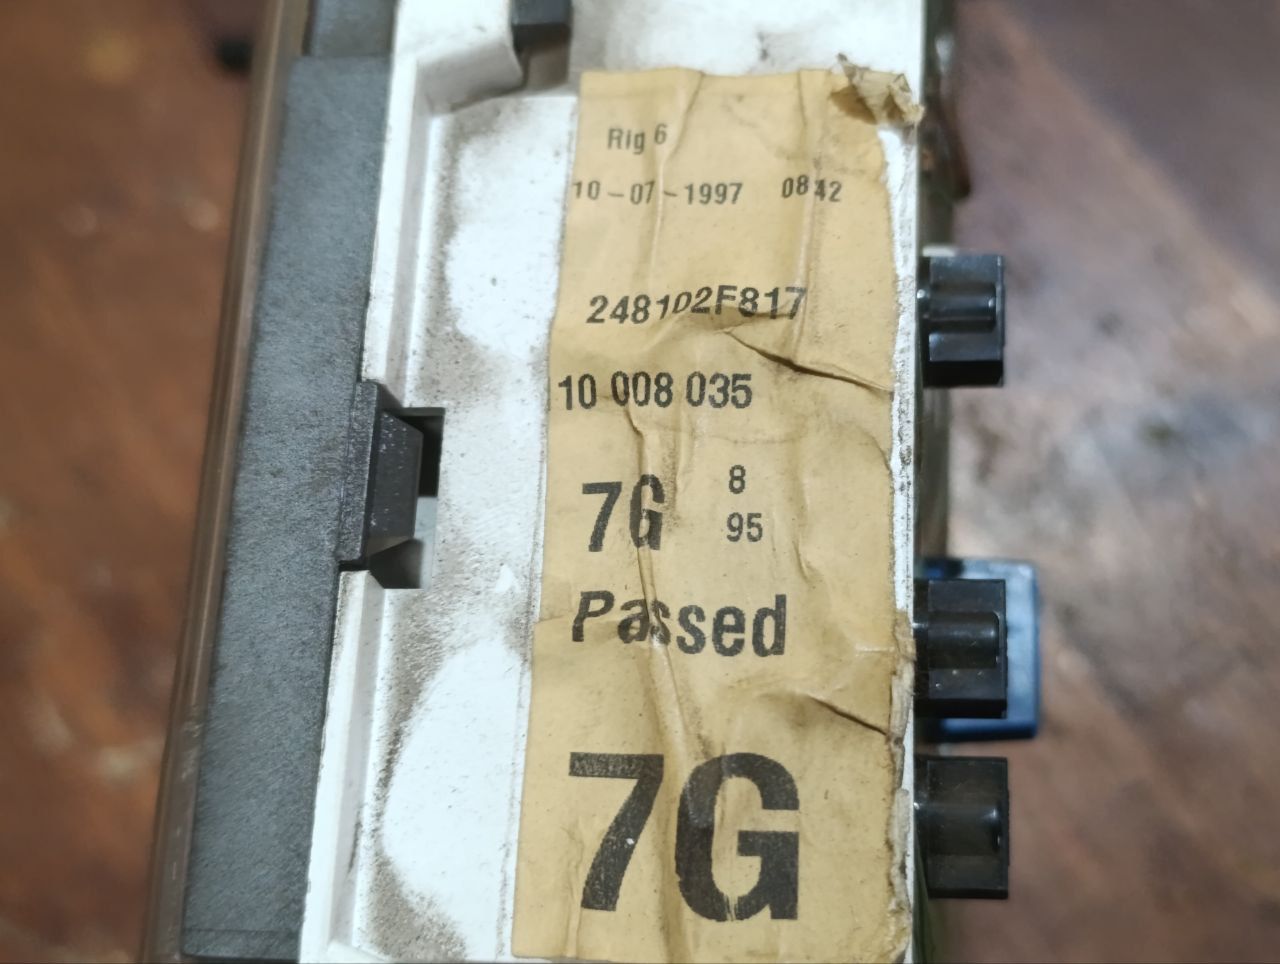 Rig 6
10-07-1997 0842
248102F817
10 008 035
7G 8
95
Passed
7G